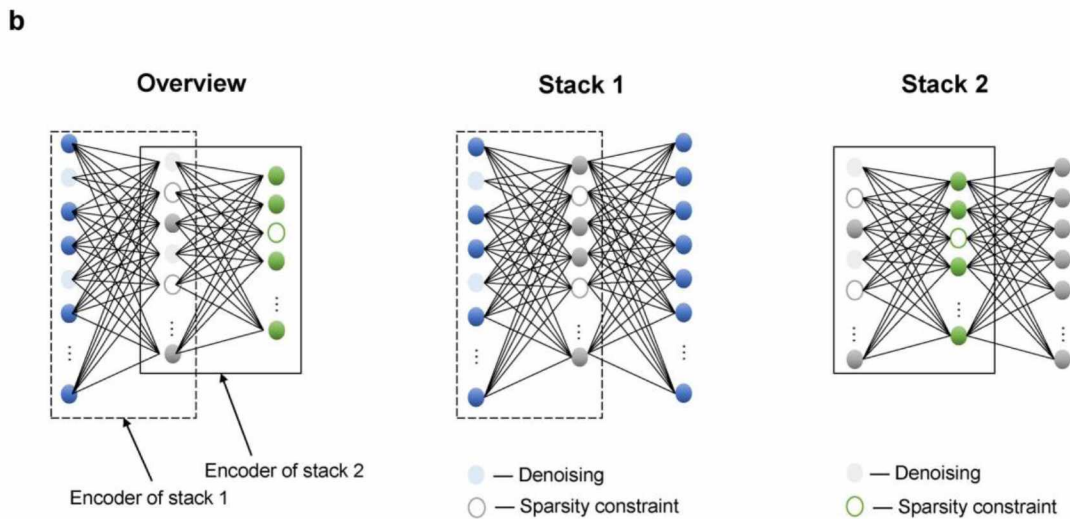 b
Overview
Stack 1
Stack 2
...
...
...
...
...
...
...
...
...
Encoder of stack 2
Encoder of stack 1
— Denoising
— Sparsity constraint
— Denoising
— Sparsity constraint